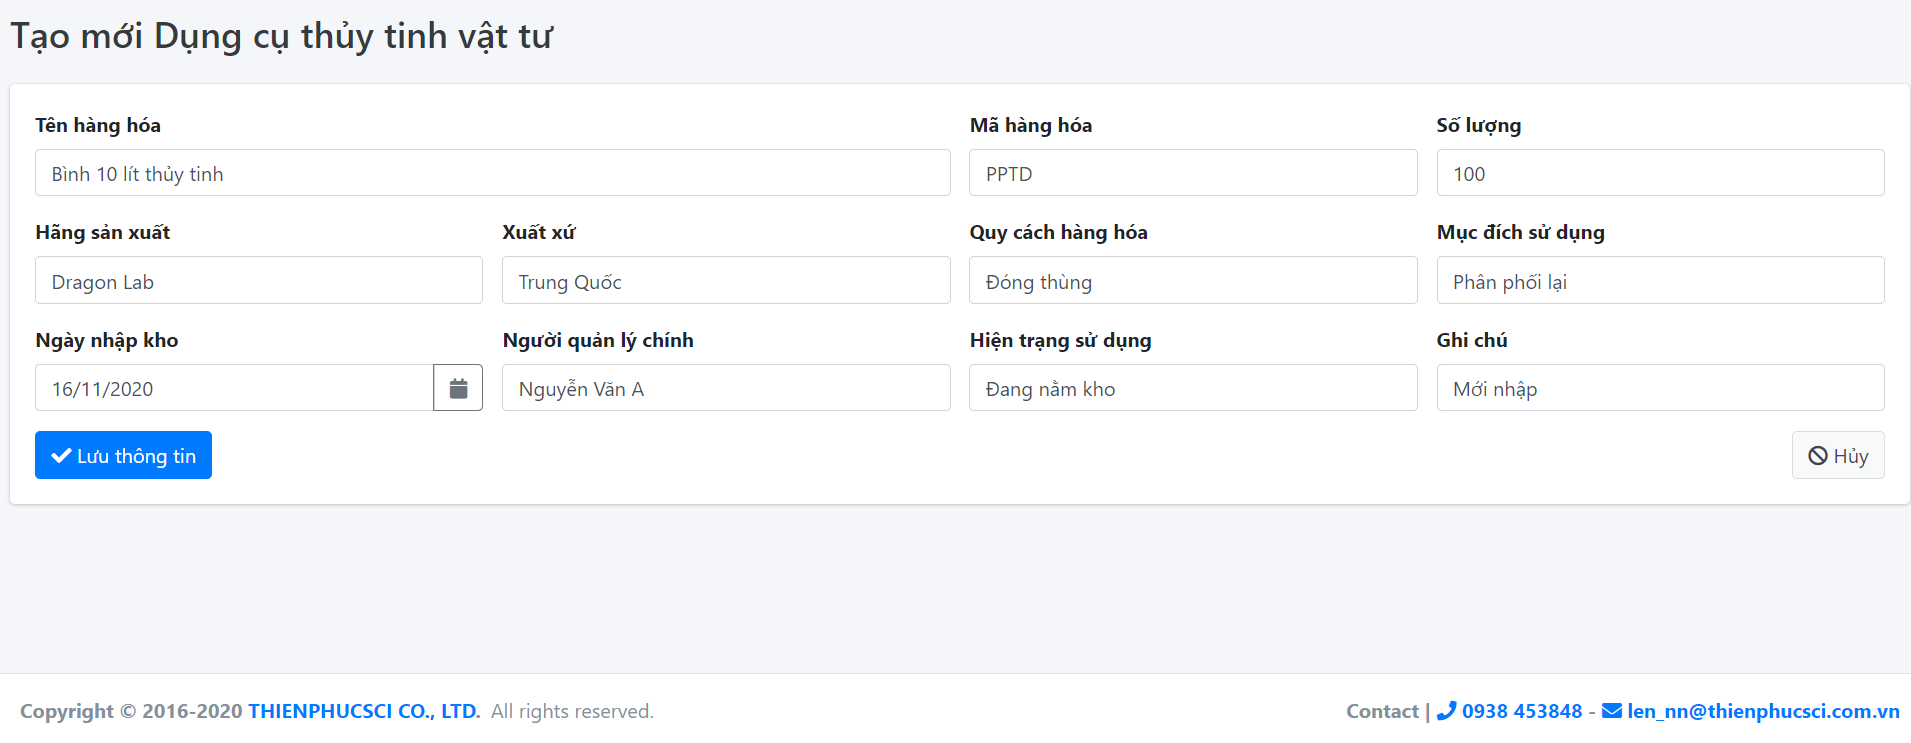 Tạo mới Dụng cụ thủy tinh vật tư
Tên hàng hóa Mã hàng hóa Số lượng
Bình 10 lít thủy tinh PPTD 100
Hãng sản xuất Xuất xứ Quy cách hàng hóa Mục đích sử dụng
Dragon Lab Trung Quốc Đóng thùng Phân phối lại
Ngày nhập kho Người quản lý chính Hiện trạng sử dụng Ghi chú
16/11/2020 Nguyễn Văn A Đang nằm kho Mới nhập
Lưu thông tin Hủy
Copyright © 2016-2020 THIENPHUCSCI CO., LTD. All rights reserved. Contact | 0938 453848 - len_nn@thienphucsci.com.vn